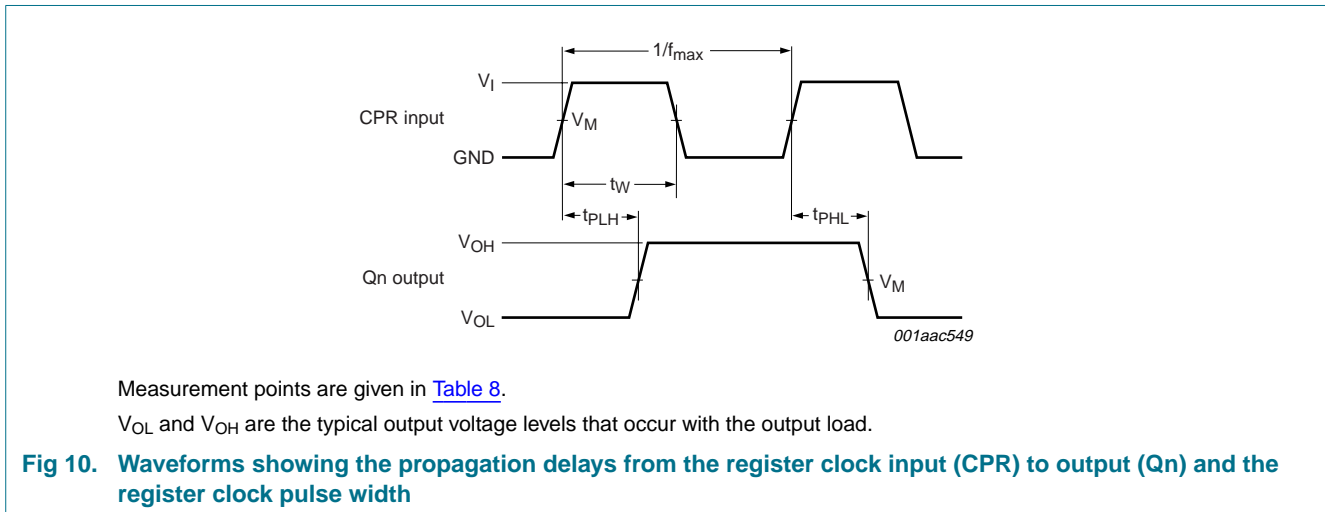 1/fmax
VI
CPR input
VM
GND
tW
tPLH
tPHL
VOH
Qn output
VM
VOL
001aac549
Measurement points are given in Table 8.
VOL and VOH are the typical output voltage levels that occur with the output load.
Fig 10. Waveforms showing the propagation delays from the register clock input (CPR) to output (Qn) and the
register clock pulse width